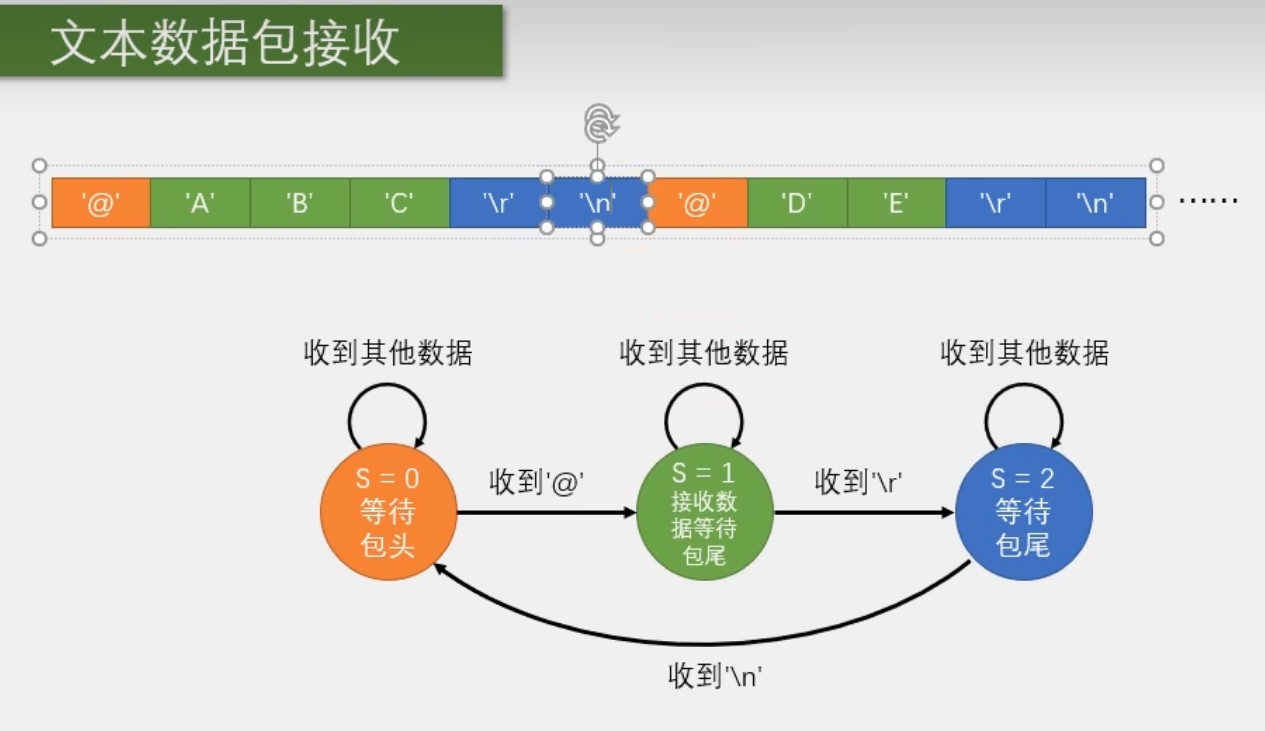 文本数据包接收
'@' 'A' 'B' 'C' '\r' '\n' '@' 'D' 'E' '\r' '\n' ……
收到其他数据 收到其他数据 收到其他数据
S = 0
等待
包头
收到'@'
S = 1
接收数
据等待
包尾
收到'\r'
S = 2
等待
包尾
收到'\n'